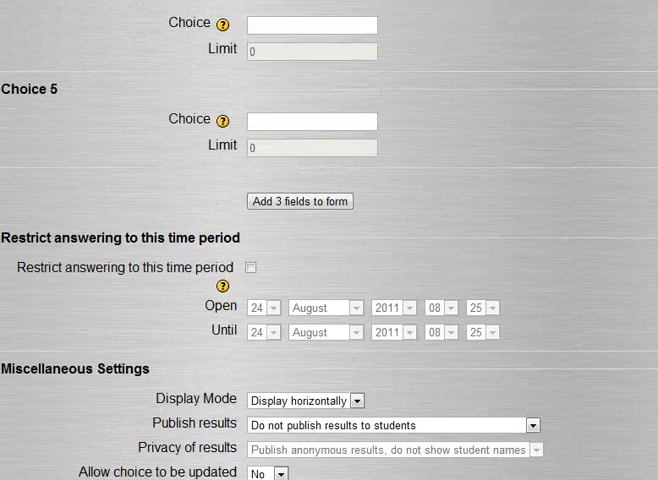 Choice ?
Limit 0
Choice 5
Choice ?
Limit 0
Add 3 fields to form
Restrict answering to this time period
Restrict answering to this time period
?
Open 24 August 2011 08 25
Until 24 August 2011 08 25
Miscellaneous Settings
Display Mode Display horizontally
Publish results Do not publish results to students
Privacy of results Publish anonymous results, do not show student names
Allow choice to be updated No